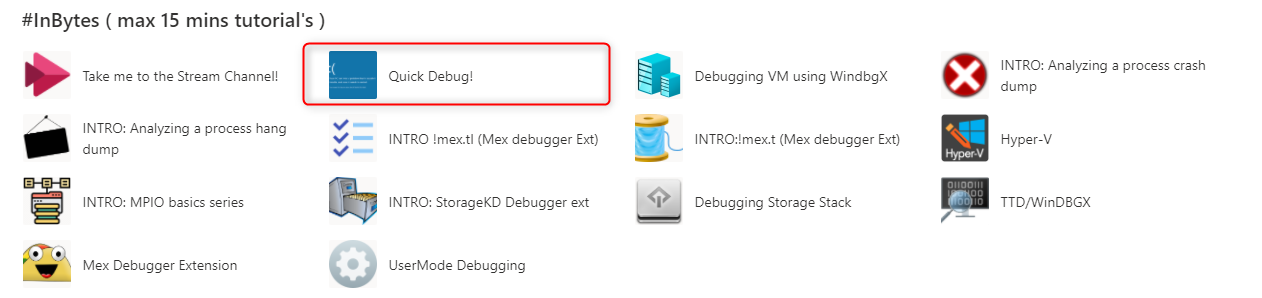 #InBytes ( max 15 mins tutorial's )
Take me to the Stream Channel!
:(
Quick Debug!
Debugging VM using WindbgX
INTRO: Analyzing a process crash
dump
INTRO: Analyzing a process hang
dump
INTRO !mex.tl (Mex debugger Ext)
INTRO:!mex.t (Mex debugger Ext)
Hyper-V
Hyper-V
INTRO: MPIO basics series
INTRO: StorageKD Debugger ext
Debugging Storage Stack
TTD/WinDBGX
Mex Debugger Extension
UserMode Debugging